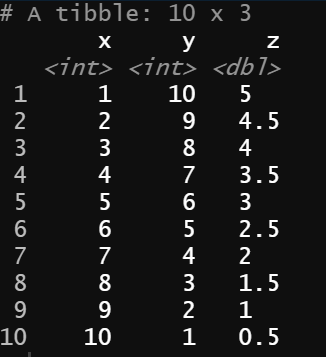 # A tibble: 10 x 3
x y z
<int> <int> <dbl>
1 1 10 5
2 2 9 4.5
3 3 8 4
4 4 7 3.5
5 5 6 3
6 6 5 2.5
7 7 4 2
8 8 3 1.5
9 9 2 1
10 10 1 0.5